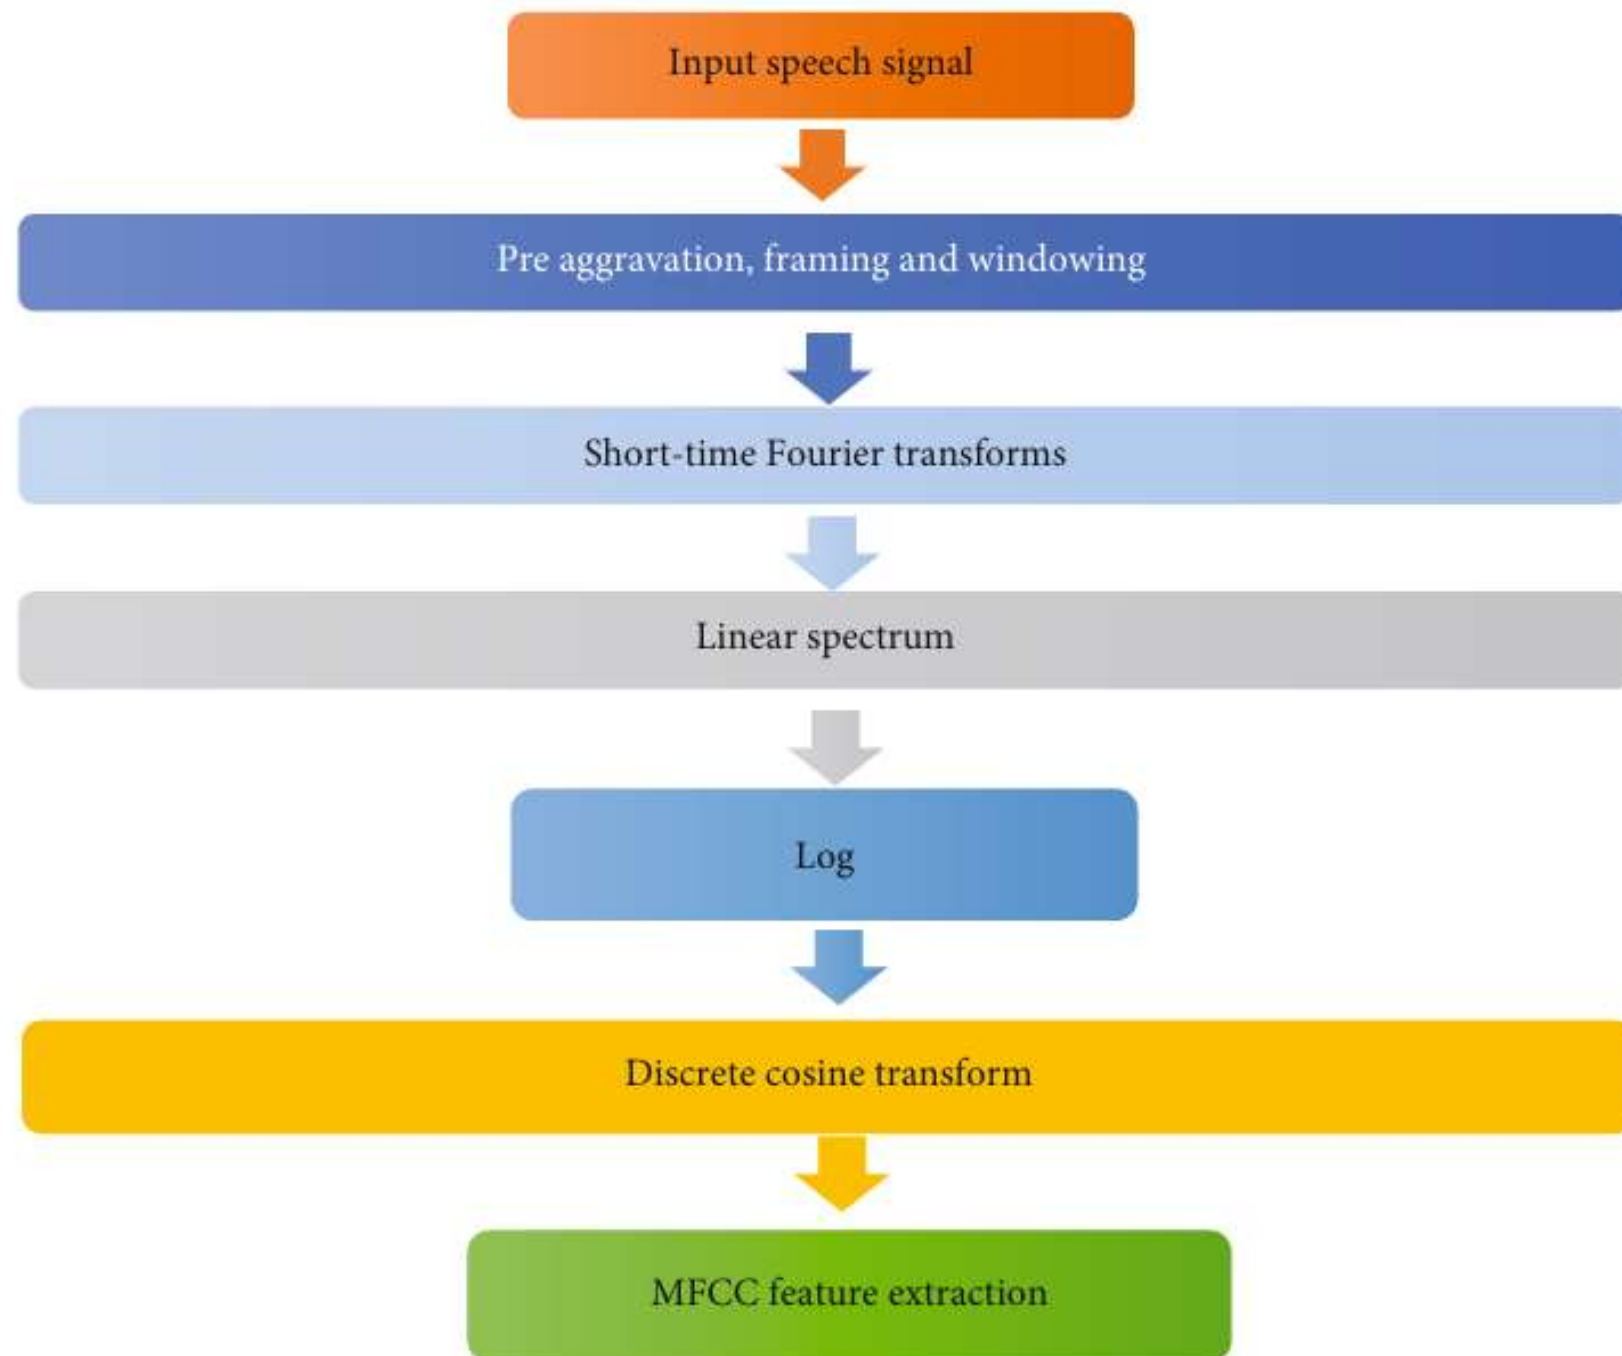 Input speech signal
Pre aggravation, framing and windowing
Short-time Fourier transforms
Linear spectrum
Log
Discrete cosine transform
MFCC feature extraction